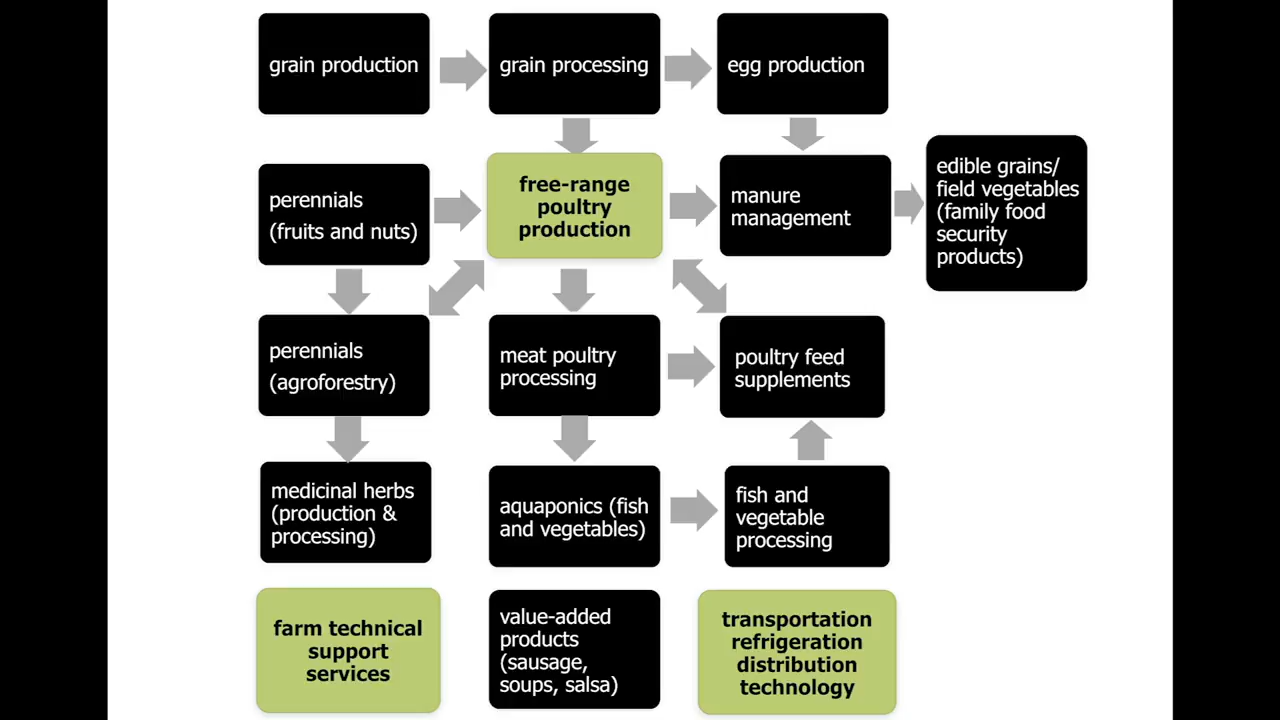 grain production
grain processing
egg production
perennials
(fruits and nuts)
free-range
poultry
production
manure
management
edible grains/
field vegetables
(family food
security
products)
perennials
(agroforestry)
meat poultry
processing
poultry feed
supplements
medicinal herbs
(production &
processing)
aquaponics (fish
and vegetables)
fish and
vegetable
processing
farm technical
support
services
value-added
products
(sausage,
soups, salsa)
transportation
refrigeration
distribution
technology